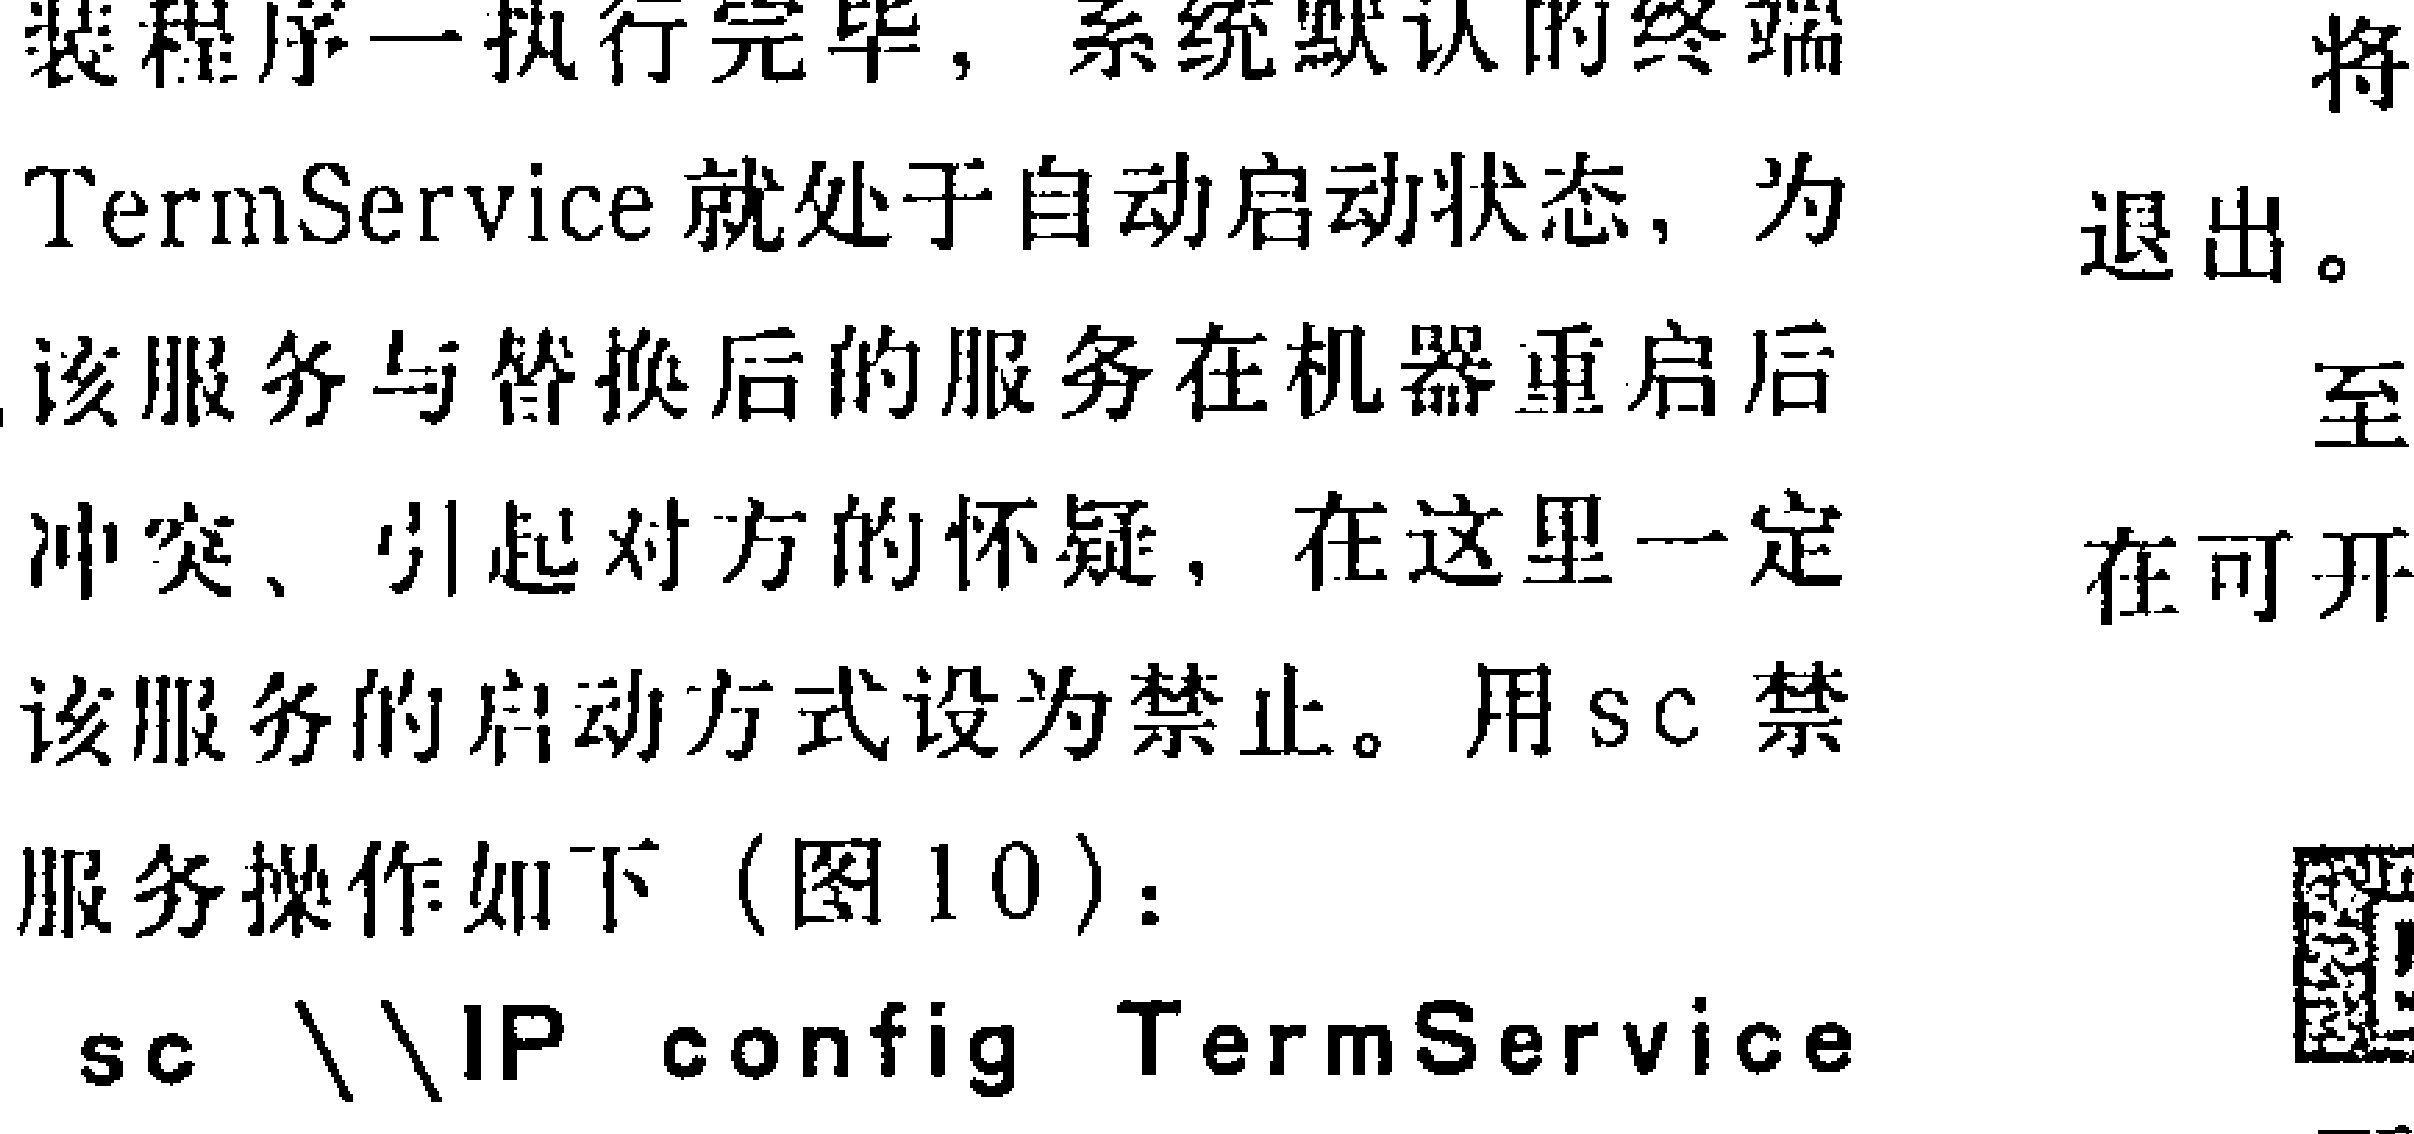 装程序一执行完毕，系统默认的终端
TermService就处于自动启动状态，为
该服务与替换后的服务在机器重启后
冲突、引起对方的怀疑，在这里一定
该服务的启动方式设为禁止。用sc 禁
服务操作如下（图10）：
sc \\IP config TermService
将
退出。
至
在可开